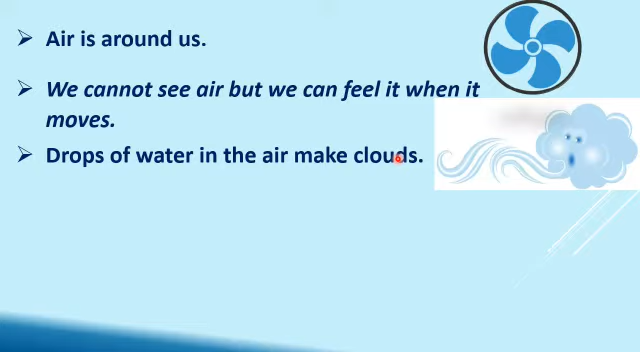 Air is around us.
We cannot see air but we can feel it when it
moves.
Drops of water in the air make clouds.